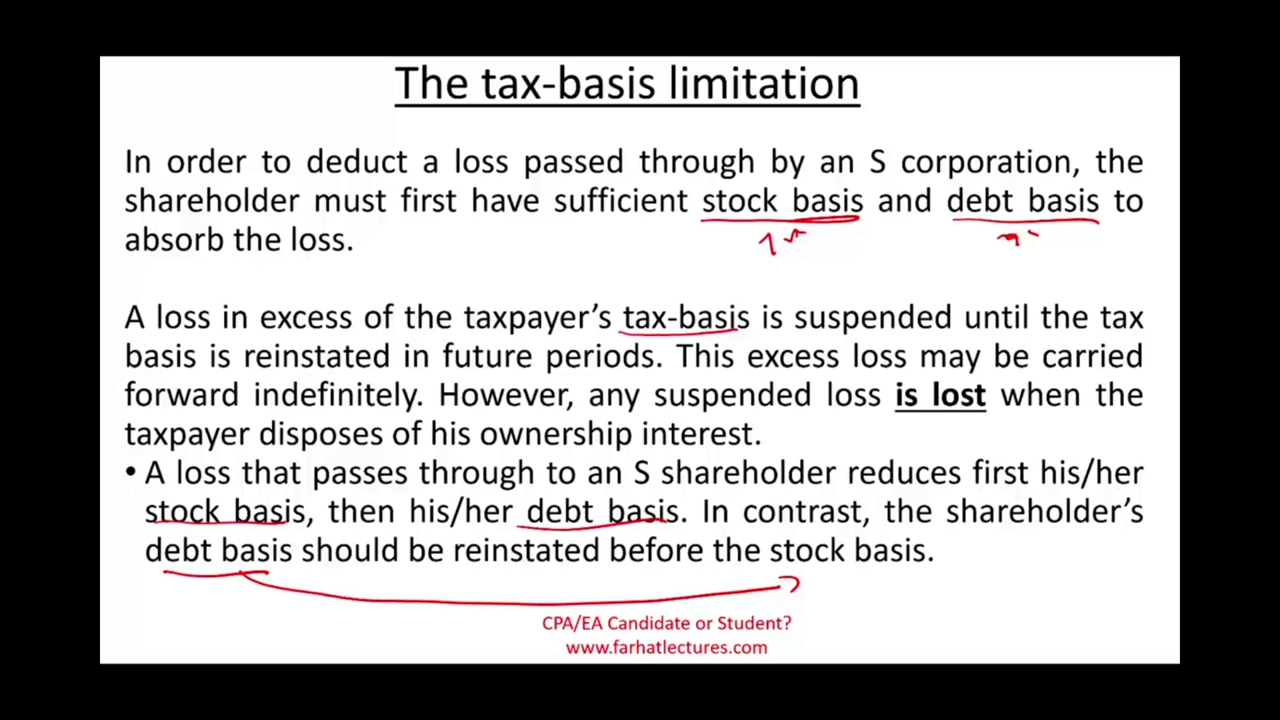 The tax-basis limitation
In order to deduct a loss passed through by an S corporation, the
shareholder must first have sufficient stock basis and debt basis to
1st
absorb the loss.
A loss in excess of the taxpayer’s tax-basis is suspended until the tax
basis is reinstated in future periods. This excess loss may be carried
forward indefinitely. However, any suspended loss is lost when the
taxpayer disposes of his ownership interest.
• A loss that passes through to an S shareholder reduces first his/her
stock basis, then his/her debt basis. In contrast, the shareholder’s
debt basis should be reinstated before the stock basis.
CPA/EA Candidate or Student?
www.farhatlectures.com